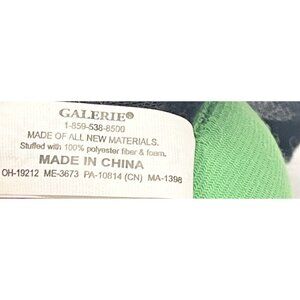 GALERIE®
1-859-538-8500
MADE OF ALL NEW MATERIALS.
Stuffed with 100% polyester fiber & foam.
MADE IN CHINA
OH-19212 ME-3673 PA-10814 (CN) MA-1398